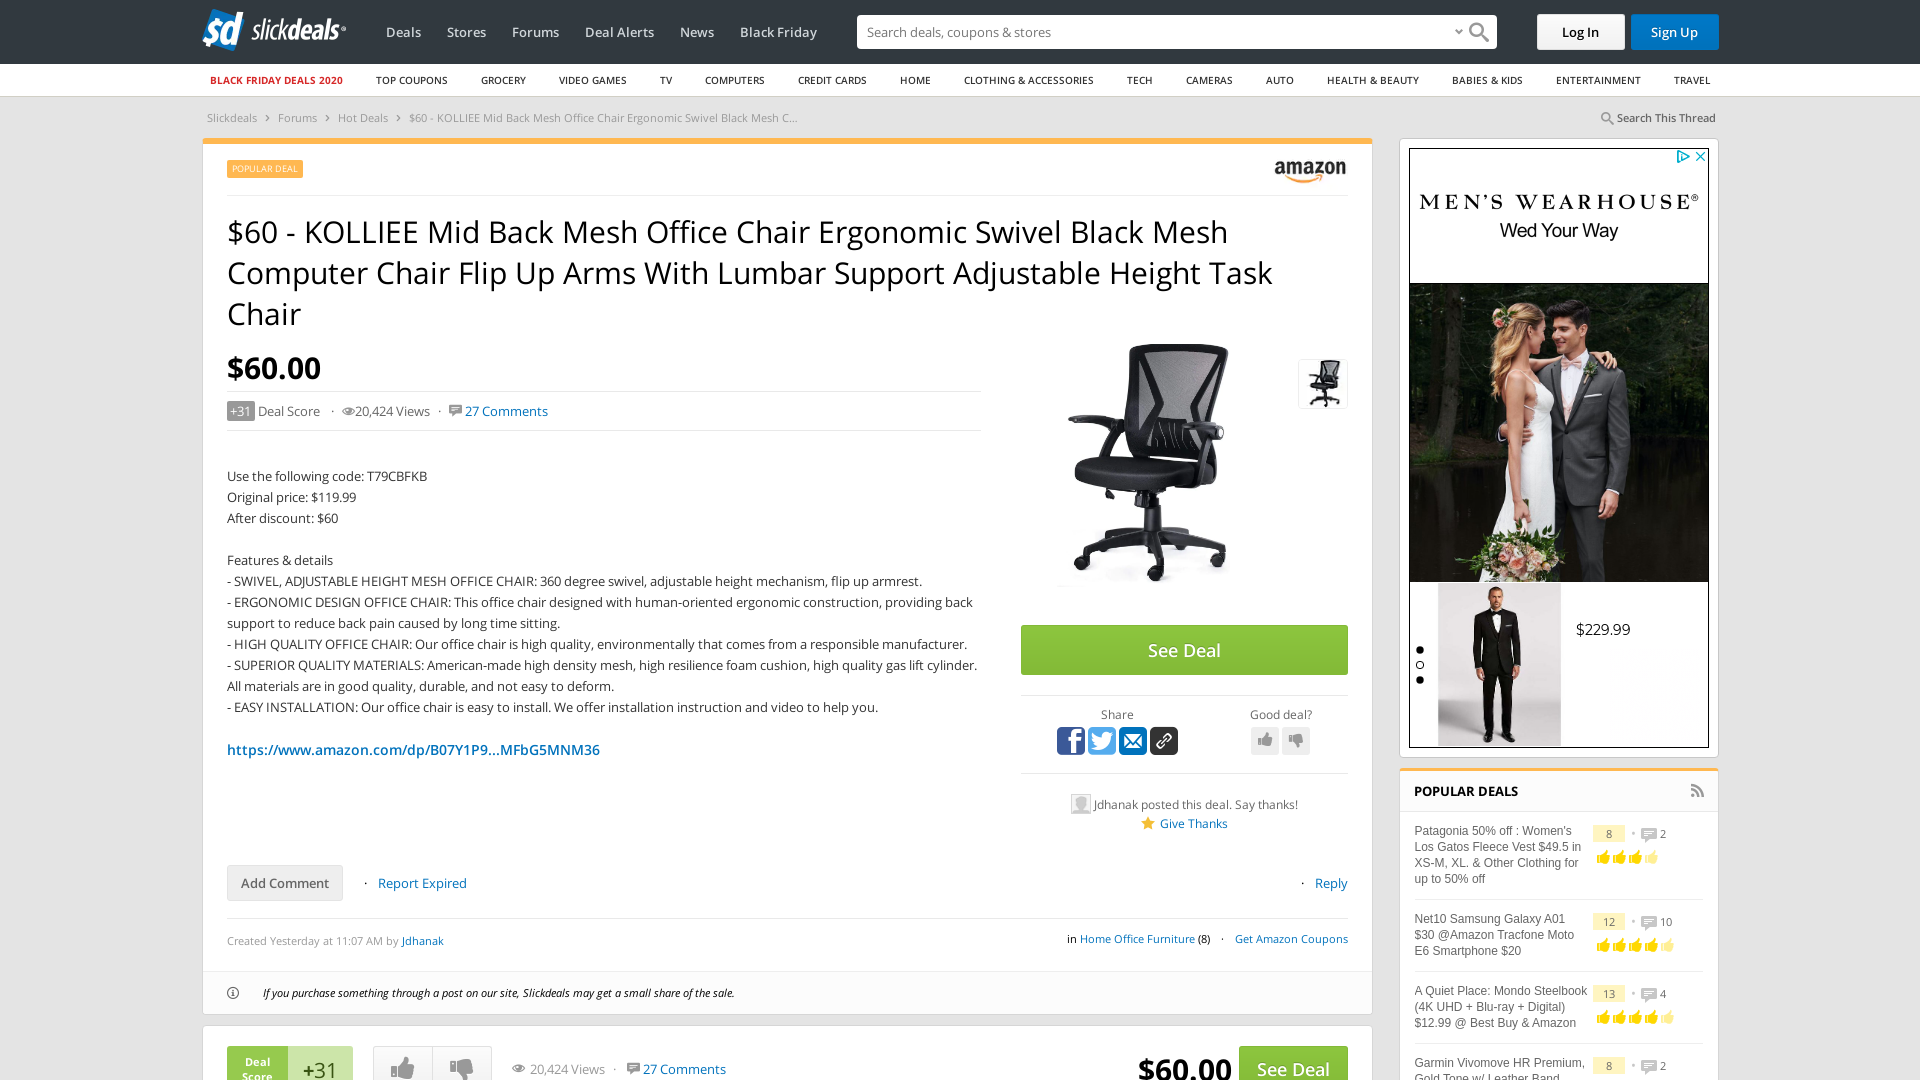 slickdeals
Deals
Stores
Forums
Deal Alerts
News
Black Friday
Search deals, coupons & stores
Log In
Sign Up
BLACK FRIDAY DEALS 2020
TOP COUPONS
GROCERY
VIDEO GAMES
TV
COMPUTERS
CREDIT CARDS
HOME
CLOTHING & ACCESSORIES
TECH
CAMERAS
AUTO
HEALTH & BEAUTY
BABIES & KIDS
ENTERTAINMENT
TRAVEL
Slickdeals › Forums › Hot Deals › $60 - KOLLIEE Mid Back Mesh Office Chair Ergonomic Swivel Black Mesh C...
Search This Thread
POPULAR DEAL
amazon
$60 - KOLLIEE Mid Back Mesh Office Chair Ergonomic Swivel Black Mesh
Computer Chair Flip Up Arms With Lumbar Support Adjustable Height Task
Chair
$60.00
+31 Deal Score · 20,424 Views · 27 Comments
Use the following code: T79CBFKB
Original price: $119.99
After discount: $60
Features & details
- SWIVEL, ADJUSTABLE HEIGHT MESH OFFICE CHAIR: 360 degree swivel, adjustable height mechanism, flip up armrest.
- ERGONOMIC DESIGN OFFICE CHAIR: This office chair designed with human-oriented ergonomic construction, providing back
support to reduce back pain caused by long time sitting.
- HIGH QUALITY OFFICE CHAIR: Our office chair is high quality, environmentally that comes from a responsible manufacturer.
- SUPERIOR QUALITY MATERIALS: American-made high density mesh, high resilience foam cushion, high quality gas lift cylinder.
All materials are in good quality, durable, and not easy to deform.
- EASY INSTALLATION: Our office chair is easy to install. We offer installation instruction and video to help you.
https://www.amazon.com/dp/B07Y1P9...MFbG5MNM36
See Deal
Share
Good deal?
Jdhanak posted this deal. Say thanks!
Give Thanks
Add Comment
· Report Expired
· Reply
Created Yesterday at 11:07 AM by Jdhanak
in Home Office Furniture (8) · Get Amazon Coupons
If you purchase something through a post on our site, Slickdeals may get a small share of the sale.
Deal
Score
+31
20,424 Views · 27 Comments
$60.00
See Deal
MEN'S WEARHOUSE®
Wed Your Way
$229.99
POPULAR DEALS
Patagonia 50% off : Women's
Los Gatos Fleece Vest $49.5 in
XS-M, XL. & Other Clothing for
up to 50% off
8 · 2
Net10 Samsung Galaxy A01
$30 @Amazon Tracfone Moto
E6 Smartphone $20
12 · 10
A Quiet Place: Mondo Steelbook
(4K UHD + Blu-ray + Digital)
$12.99 @ Best Buy & Amazon
13 · 4
Garmin Vivomove HR Premium,
Gold Tone w/ Leather Band
8 · 2